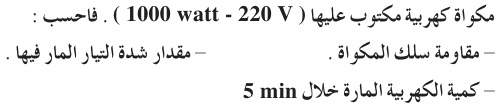 مكواة كهربية مكتوب عليها ( 1000 watt - 220 V ) . فاحسب :
– مقاومة سلك المكواة . – مقدار شدة التيار المار فيها .
– كمية الكهربية المارة خلال 5 min